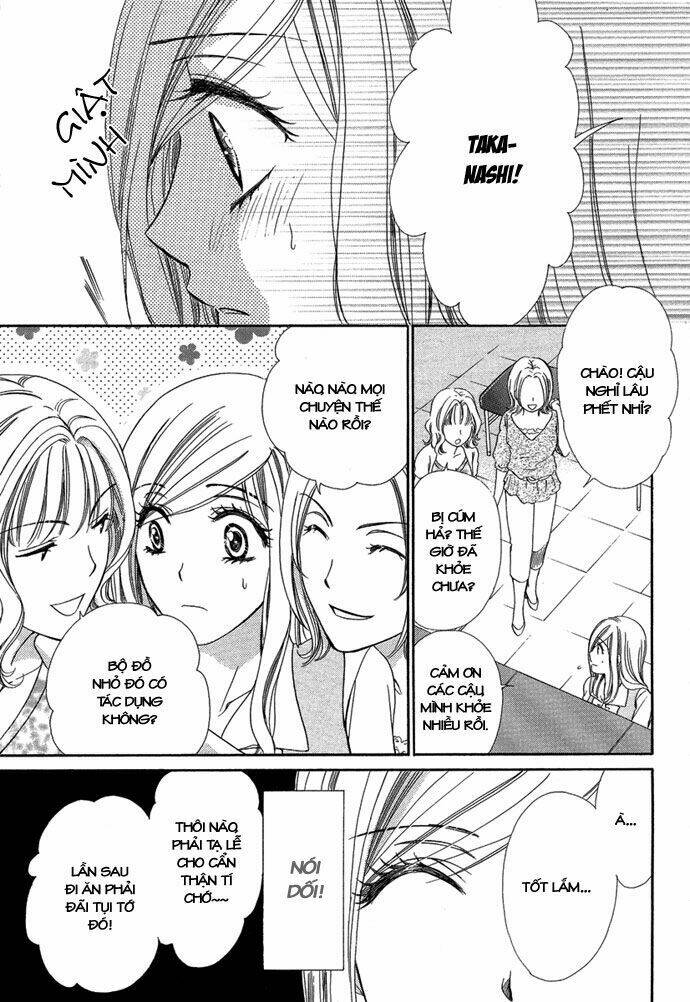 TAKA-
NASHI!
GIẬT
MÌNH
CHÀO! CẬU
NGHỈ LÂU
PHẾT NHỈ?
BỊ CÚM
HẢ? THẾ
GIỜ ĐÃ
KHỎE
CHƯA?
CẢM ƠN
CÁC CẬU,
MÌNH KHỎE
NHIỀU RỒI.
NÀO, NÀO, MỌI
CHUYỆN THẾ
NÀO RỒI?
BỘ ĐỒ
NHỎ ĐÓ CÓ
TÁC DỤNG
KHÔNG?
À...
TỐT LẮM...
NÓI
DỐI!
THÔI NÀO,
PHẢI TẠ LỄ
CHO CẨN
THẬN TÍ
CHỚ~~
LẦN SAU
ĐI ĂN PHẢI
ĐÃI TỤI TỚ
ĐÓ!